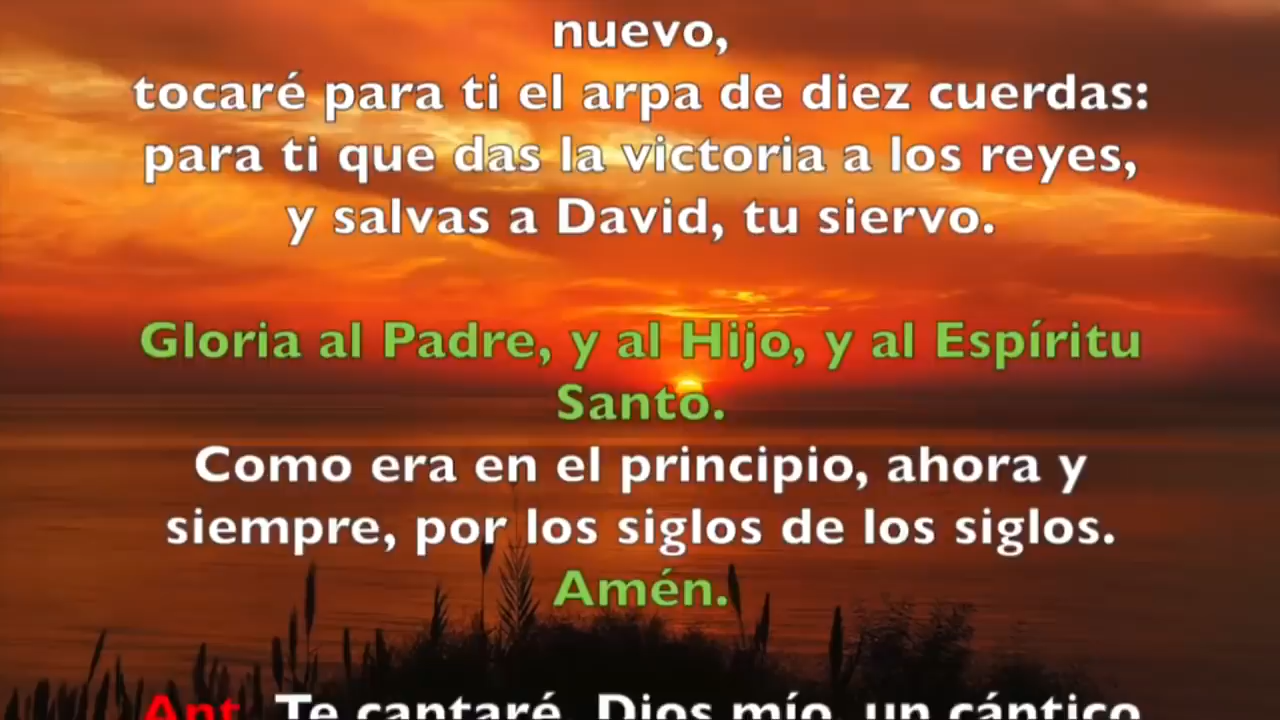 nuevo,
tocaré para ti el arpa de diez cuerdas:
para ti que das la victoria a los reyes,
y salvas a David, tu siervo.
Gloria al Padre, y al Hijo, y al Espíritu
Santo.
Como era en el principio, ahora y
siempre, por los siglos de los siglos.
Amén.
Ant. Te cantaré, Dios mío, un cántico